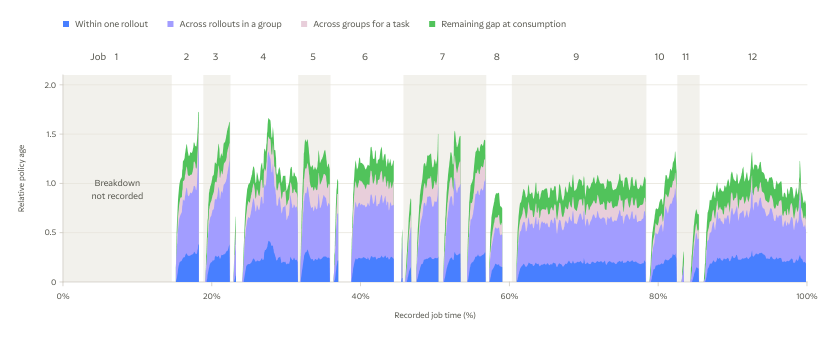 Within one rollout Across rollouts in a group Across groups for a task Remaining gap at consumption
Job 1 2 3 4 5 6 7 8 9 10 11 12
2.0
1.5
1.0
0.5
0
Relative policy age
Breakdown
not recorded
0% 20% 40% 60% 80% 100%
Recorded job time (%)